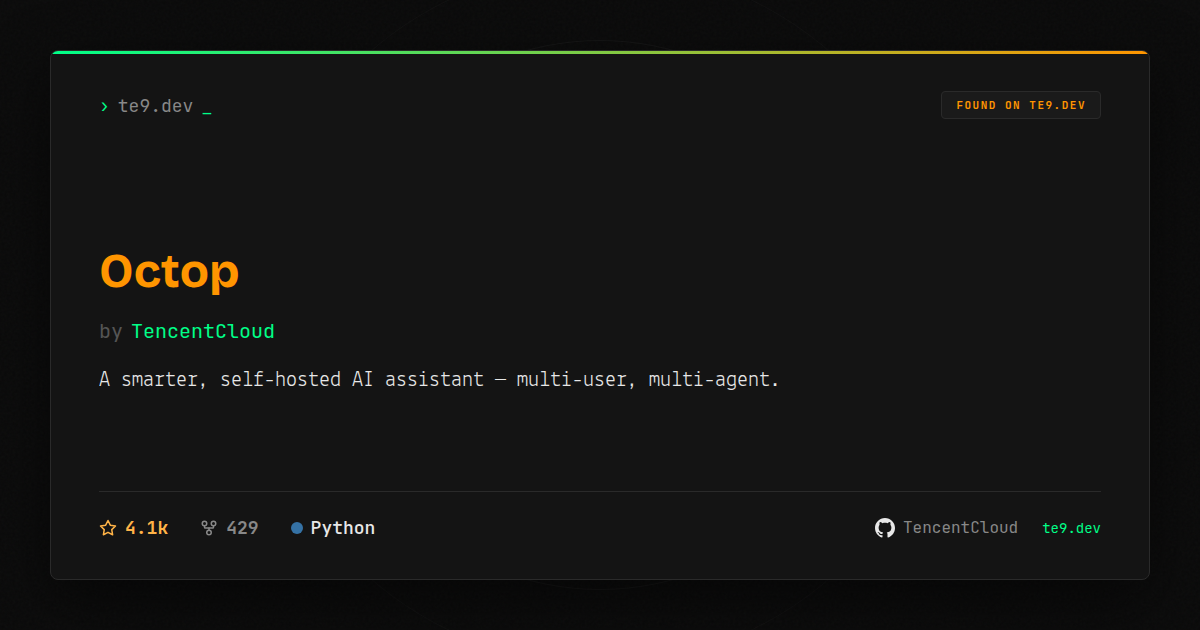 › te9.dev _
FOUND ON TE9.DEV
Octop
by TencentCloud
A smarter, self-hosted AI assistant — multi-user, multi-agent.
4.1k 429 Python
TencentCloud te9.dev